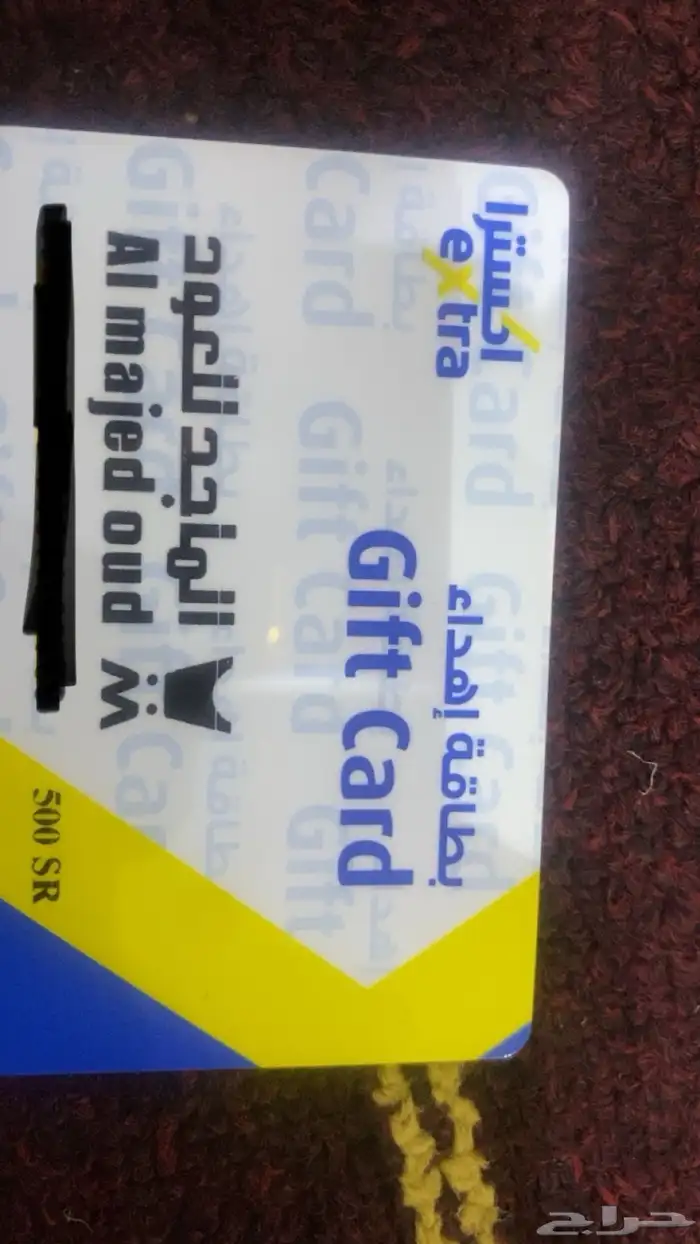 اكسترا
extra
بطاقة إهداء
Gift Card
الماجد للعود
Al majed oud
500 SR
حراج